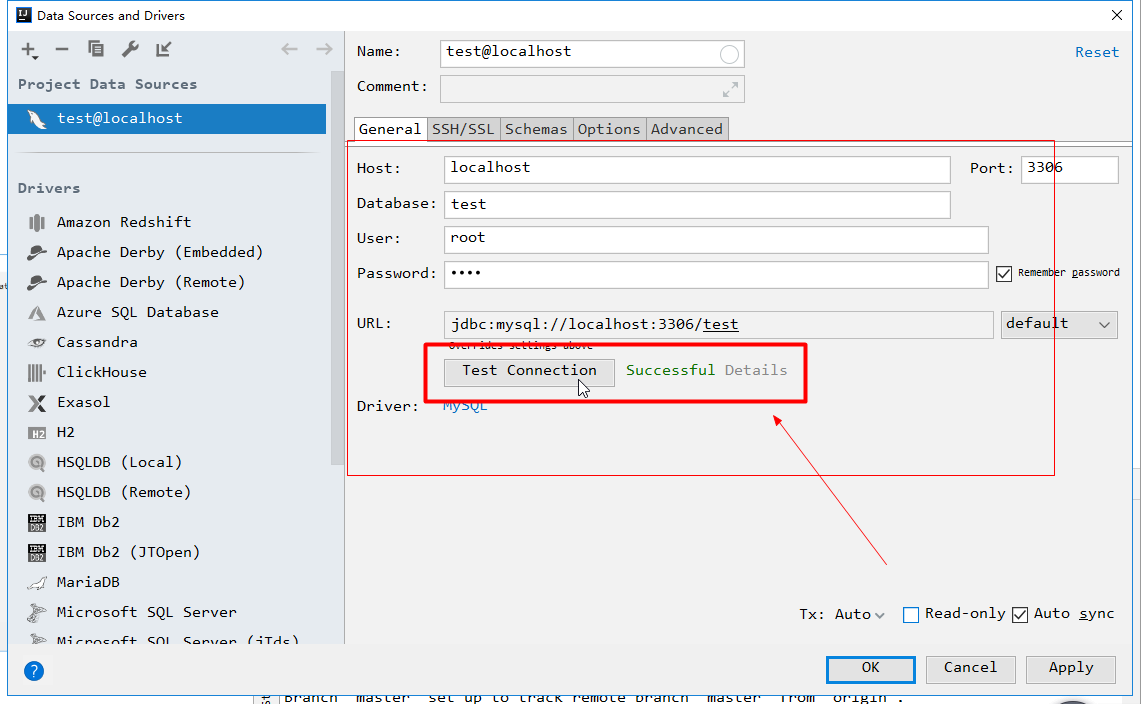 Data Sources and Drivers
Project Data Sources
test@localhost
Drivers
Amazon Redshift
Apache Derby (Embedded)
Apache Derby (Remote)
Azure SQL Database
Cassandra
ClickHouse
Exasol
H2
HSQLDB (Local)
HSQLDB (Remote)
IBM Db2
IBM Db2 (JTOpen)
MariaDB
Microsoft SQL Server
Microsoft SQL Server (jTds)
Name: test@localhost
Reset
Comment:
General SSH/SSL Schemas Options Advanced
Host: localhost Port: 3306
Database: test
User: root
Password: •••• Remember password
URL: jdbc:mysql://localhost:3306/test default
Overrides settings above
Test Connection Successful Details
Driver: MySQL
Tx: Auto Read-only Auto sync
? OK Cancel Apply
Branch 'master' set up to track remote branch 'master' from 'origin'.